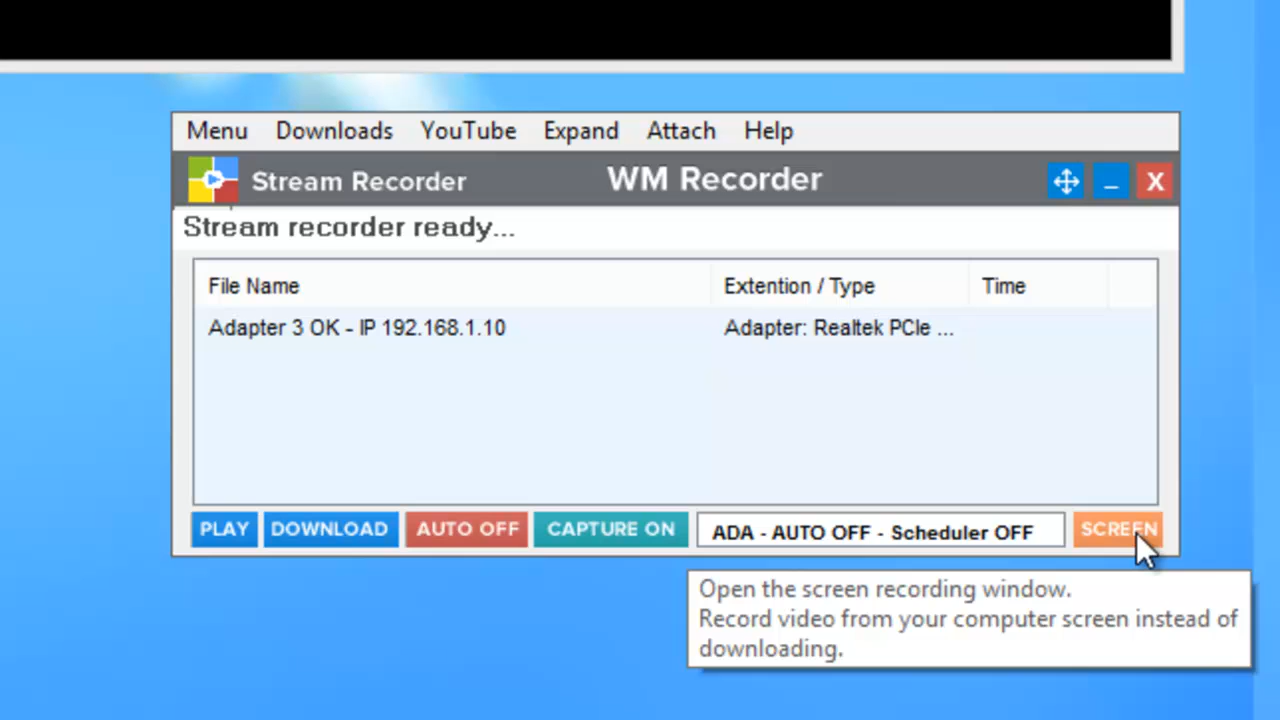 Menu Downloads YouTube Expand Attach Help
Stream Recorder WM Recorder X
Stream recorder ready...
File Name Extention / Type Time
Adapter 3 OK - IP 192.168.1.10 Adapter: Realtek PCIe ...
PLAY DOWNLOAD AUTO OFF CAPTURE ON ADA - AUTO OFF - Scheduler OFF SCREEN
Open the screen recording window.
Record video from your computer screen instead of
downloading.